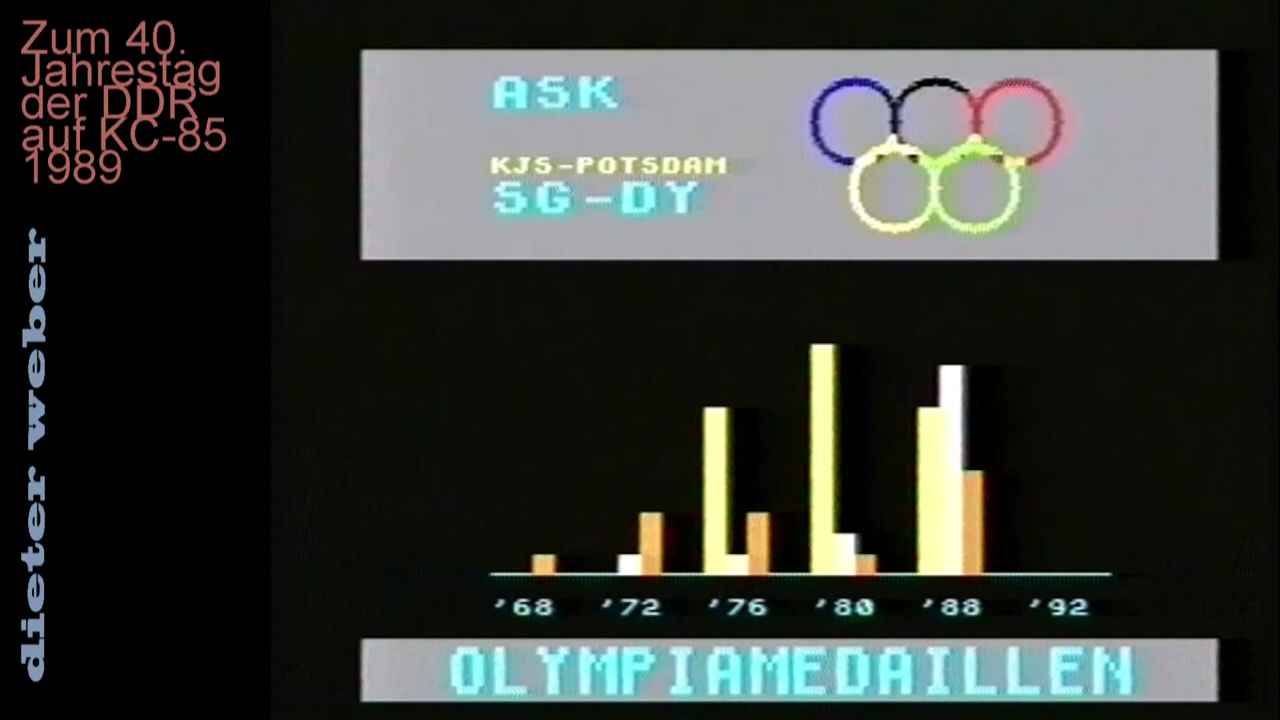 Zum 40.
Jahrestag
der DDR
auf KC-85
1989
dieter weber
ASK
KJS-POTSDAM
SG-DY
'68 '72 '76 '80 '88 '92
OLYMPIAMEDAILLEN